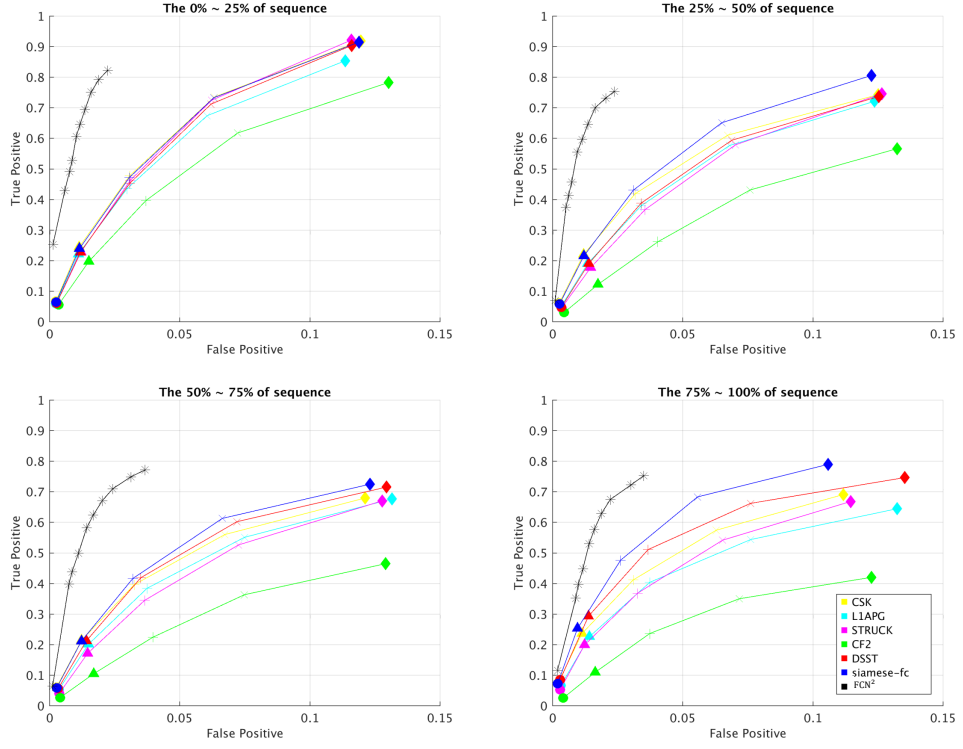 The 0% ~ 25% of sequence
1
0.9
0.8
0.7
0.6
0.5
0.4
0.3
0.2
0.1
0
True Positive
0 0.05 0.1 0.15
False Positive
The 25% ~ 50% of sequence
1
0.9
0.8
0.7
0.6
0.5
0.4
0.3
0.2
0.1
0
True Positive
0 0.05 0.1 0.15
False Positive
The 50% ~ 75% of sequence
1
0.9
0.8
0.7
0.6
0.5
0.4
0.3
0.2
0.1
0
True Positive
0 0.05 0.1 0.15
False Positive
The 75% ~ 100% of sequence
1
0.9
0.8
0.7
0.6
0.5
0.4
0.3
0.2
0.1
0
True Positive
0 0.05 0.1 0.15
False Positive
CSK
L1APG
STRUCK
CF2
DSST
siamese-fc
FCN²